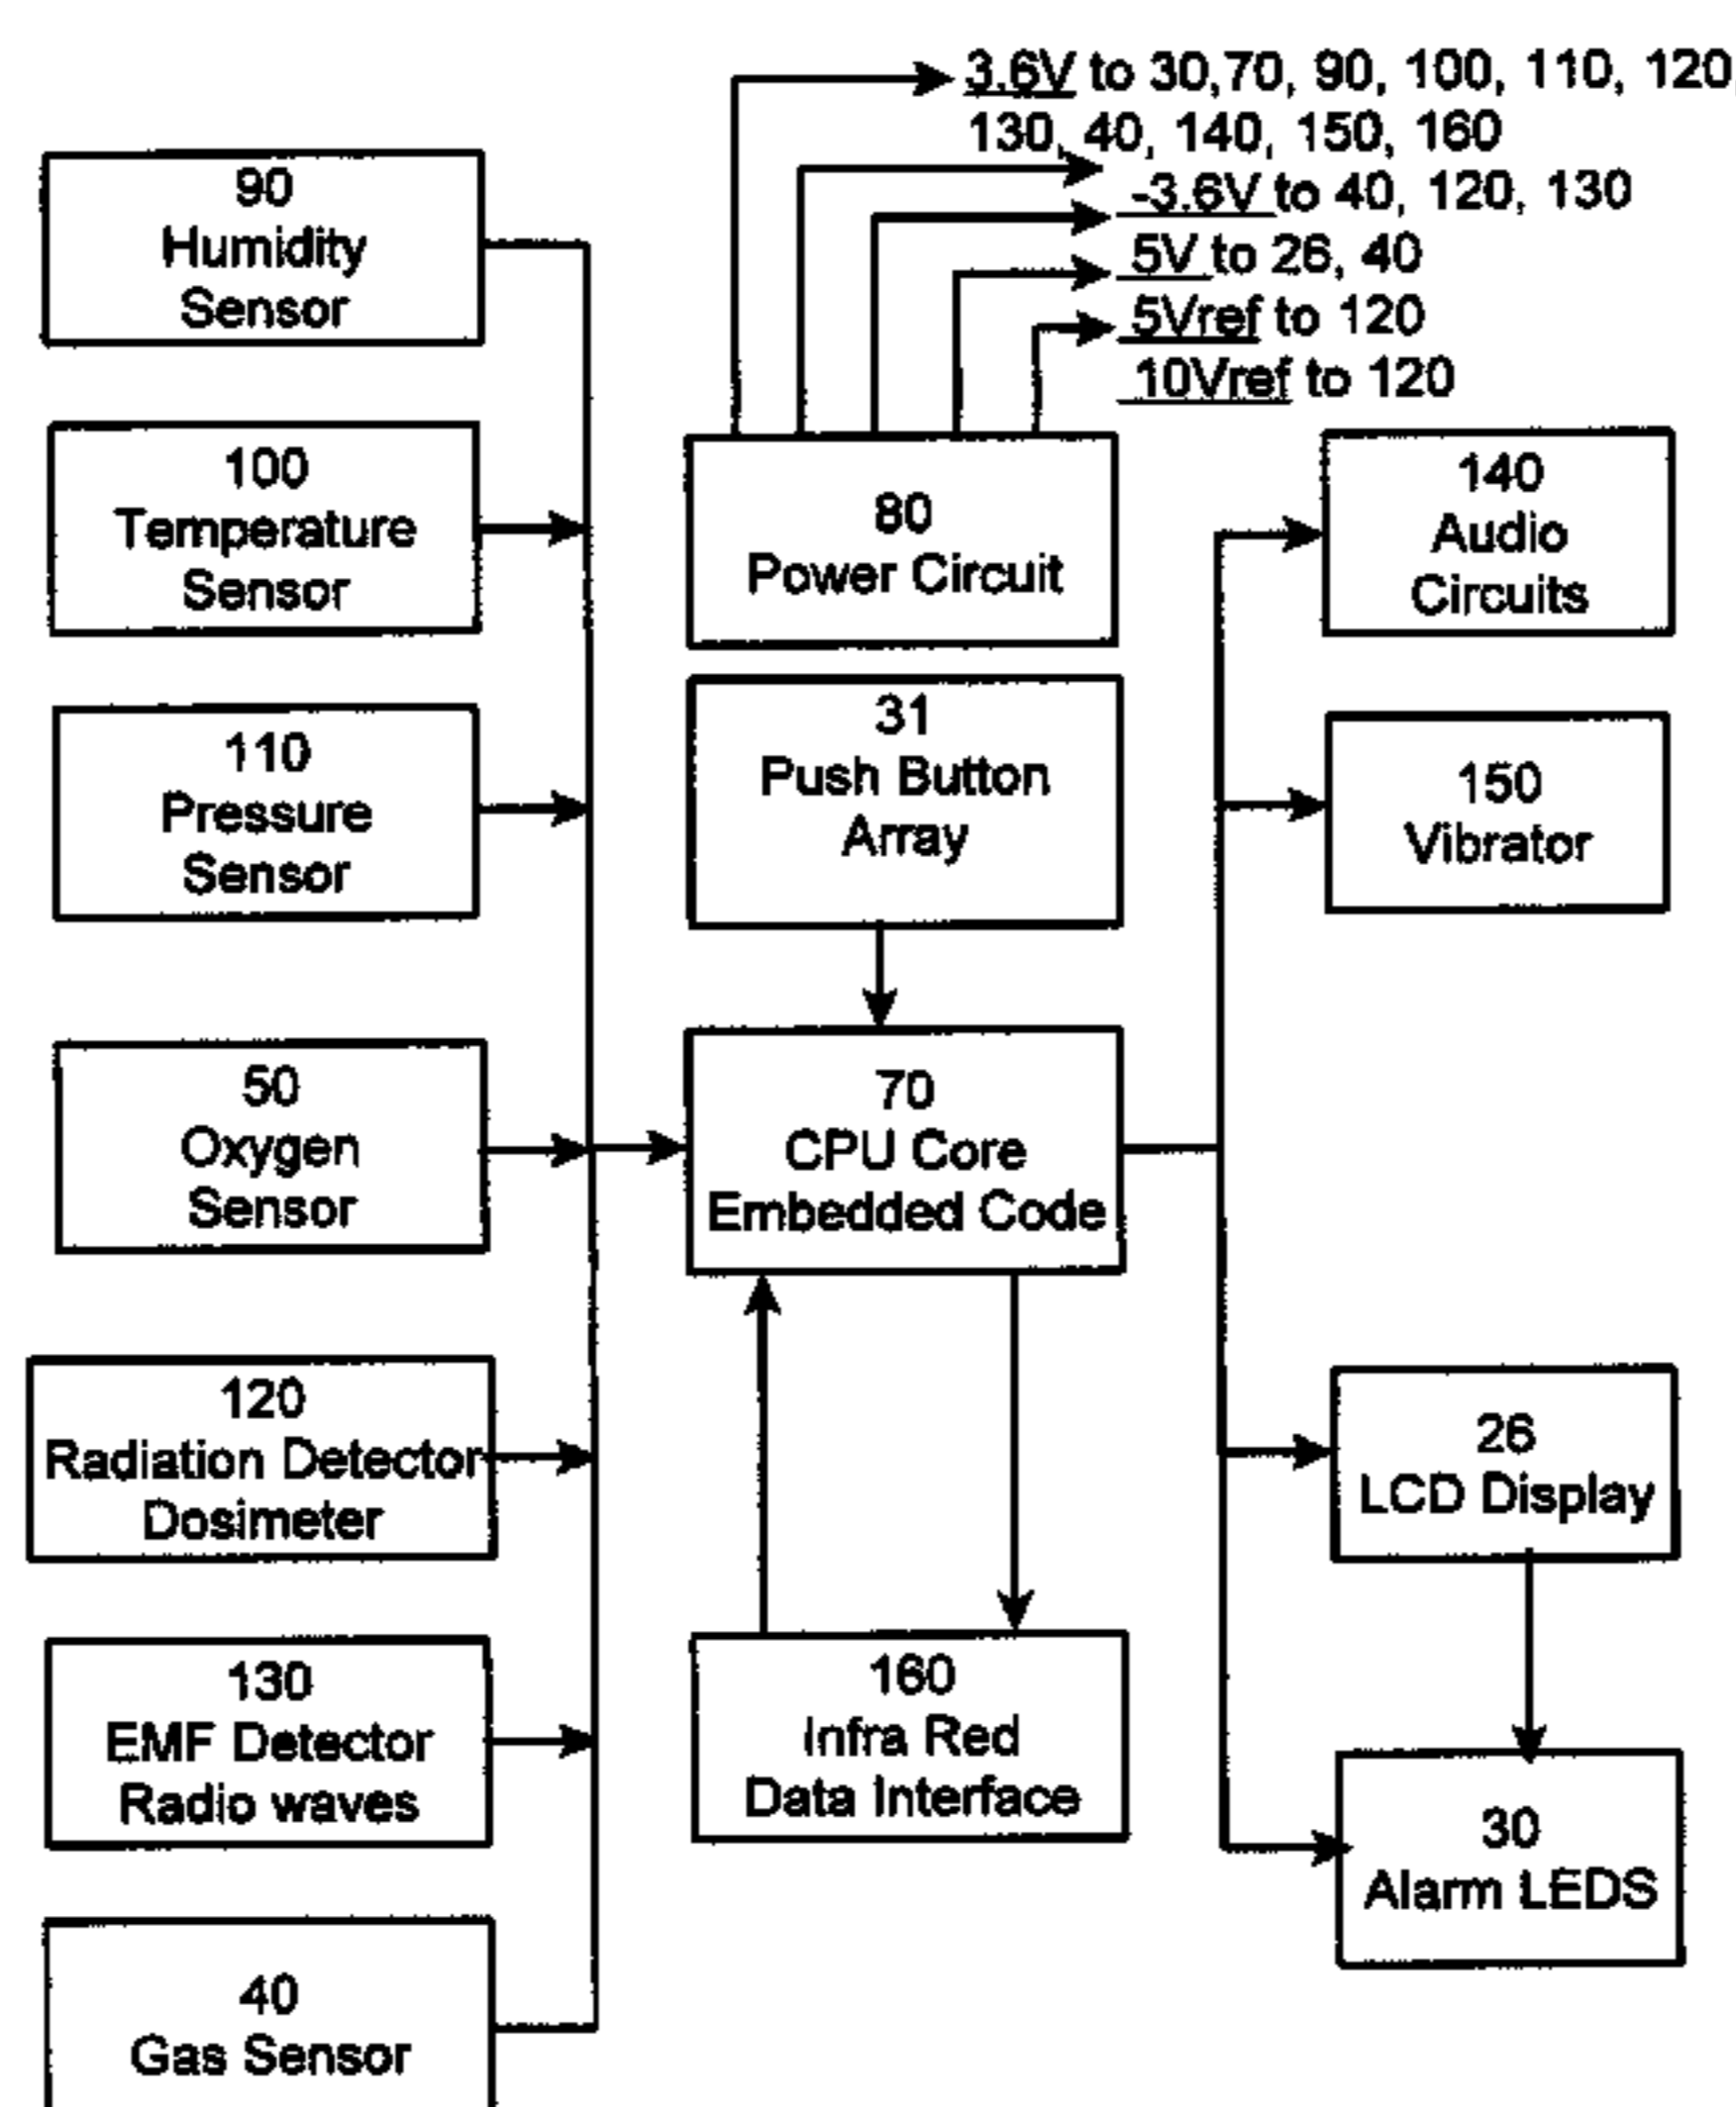 3.6V to 30,70, 90, 100, 110, 120
130, 40, 140, 150, 160
-3.6V to 40, 120, 130
5V to 26, 40
5Vref to 120
10Vref to 120
90
Humidity
Sensor
100
Temperature
Sensor
110
Pressure
Sensor
50
Oxygen
Sensor
120
Radiation Detector
Dosimeter
130
EMF Detector
Radio waves
40
Gas Sensor
80
Power Circuit
31
Push Button
Array
70
CPU Core
Embedded Code
160
Infra Red
Data Interface
140
Audio
Circuits
150
Vibrator
26
LCD Display
30
Alarm LEDS